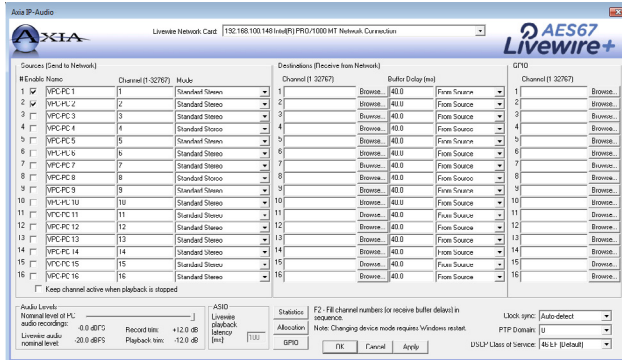 Axia IP-Audio
AXIA
Livewire Network Card: 192.168.100.148 Intel(R) PRO/1000 MT Network Connection
AES67
Livewire+
Sources (Send to Network)
# Enable Name Channel (1-32767) Mode
1 VPC-PC 1 1 Standard Stereo
2 VPC-PC 2 2 Standard Stereo
3 VPC-PC 3 3 Standard Stereo
4 VPC-PC 4 4 Standard Stereo
5 VPC-PC 5 5 Standard Stereo
6 VPC-PC 6 6 Standard Stereo
7 VPC-PC 7 7 Standard Stereo
8 VPC-PC 8 8 Standard Stereo
9 VPC-PC 9 9 Standard Stereo
10 VPC-PC 10 10 Standard Stereo
11 VPC-PC 11 11 Standard Stereo
12 VPC-PC 12 12 Standard Stereo
13 VPC-PC 13 13 Standard Stereo
14 VPC-PC 14 14 Standard Stereo
15 VPC-PC 15 15 Standard Stereo
16 VPC-PC 16 16 Standard Stereo
Keep channel active when playback is stopped
Destinations (Receive from Network)
Channel (1-32767) Buffer Delay (ms)
1 Browse... 40.0 From Source
2 Browse... 40.0 From Source
3 Browse... 40.0 From Source
4 Browse... 40.0 From Source
5 Browse... 40.0 From Source
6 Browse... 40.0 From Source
7 Browse... 40.0 From Source
8 Browse... 40.0 From Source
9 Browse... 40.0 From Source
10 Browse... 40.0 From Source
11 Browse... 40.0 From Source
12 Browse... 40.0 From Source
13 Browse... 40.0 From Source
14 Browse... 40.0 From Source
15 Browse... 40.0 From Source
16 Browse... 40.0 From Source
GPIO
Channel (1-32767)
1 Browse...
2 Browse...
3 Browse...
4 Browse...
5 Browse...
6 Browse...
7 Browse...
8 Browse...
9 Browse...
10 Browse...
11 Browse...
12 Browse...
13 Browse...
14 Browse...
15 Browse...
16 Browse...
Audio Levels
Nominal level of PC
audio recordings: -0.0 dBFS Record trim: +12.0 dB
Livewire audio
nominal level: -20.0 dBFS Playback trim: -12.0 dB
ASIO
Livewire
playback
latency
[ms] 100
Statistics
Allocation
GPIO
F2 - Fill channel numbers (or receive buffer delays) in
sequence.
Note: Changing device mode requires Windows restart.
OK Cancel Apply
Clock sync: Auto-detect
PTP Domain: 0
DSCP Class of Service: 46 EF (Default)